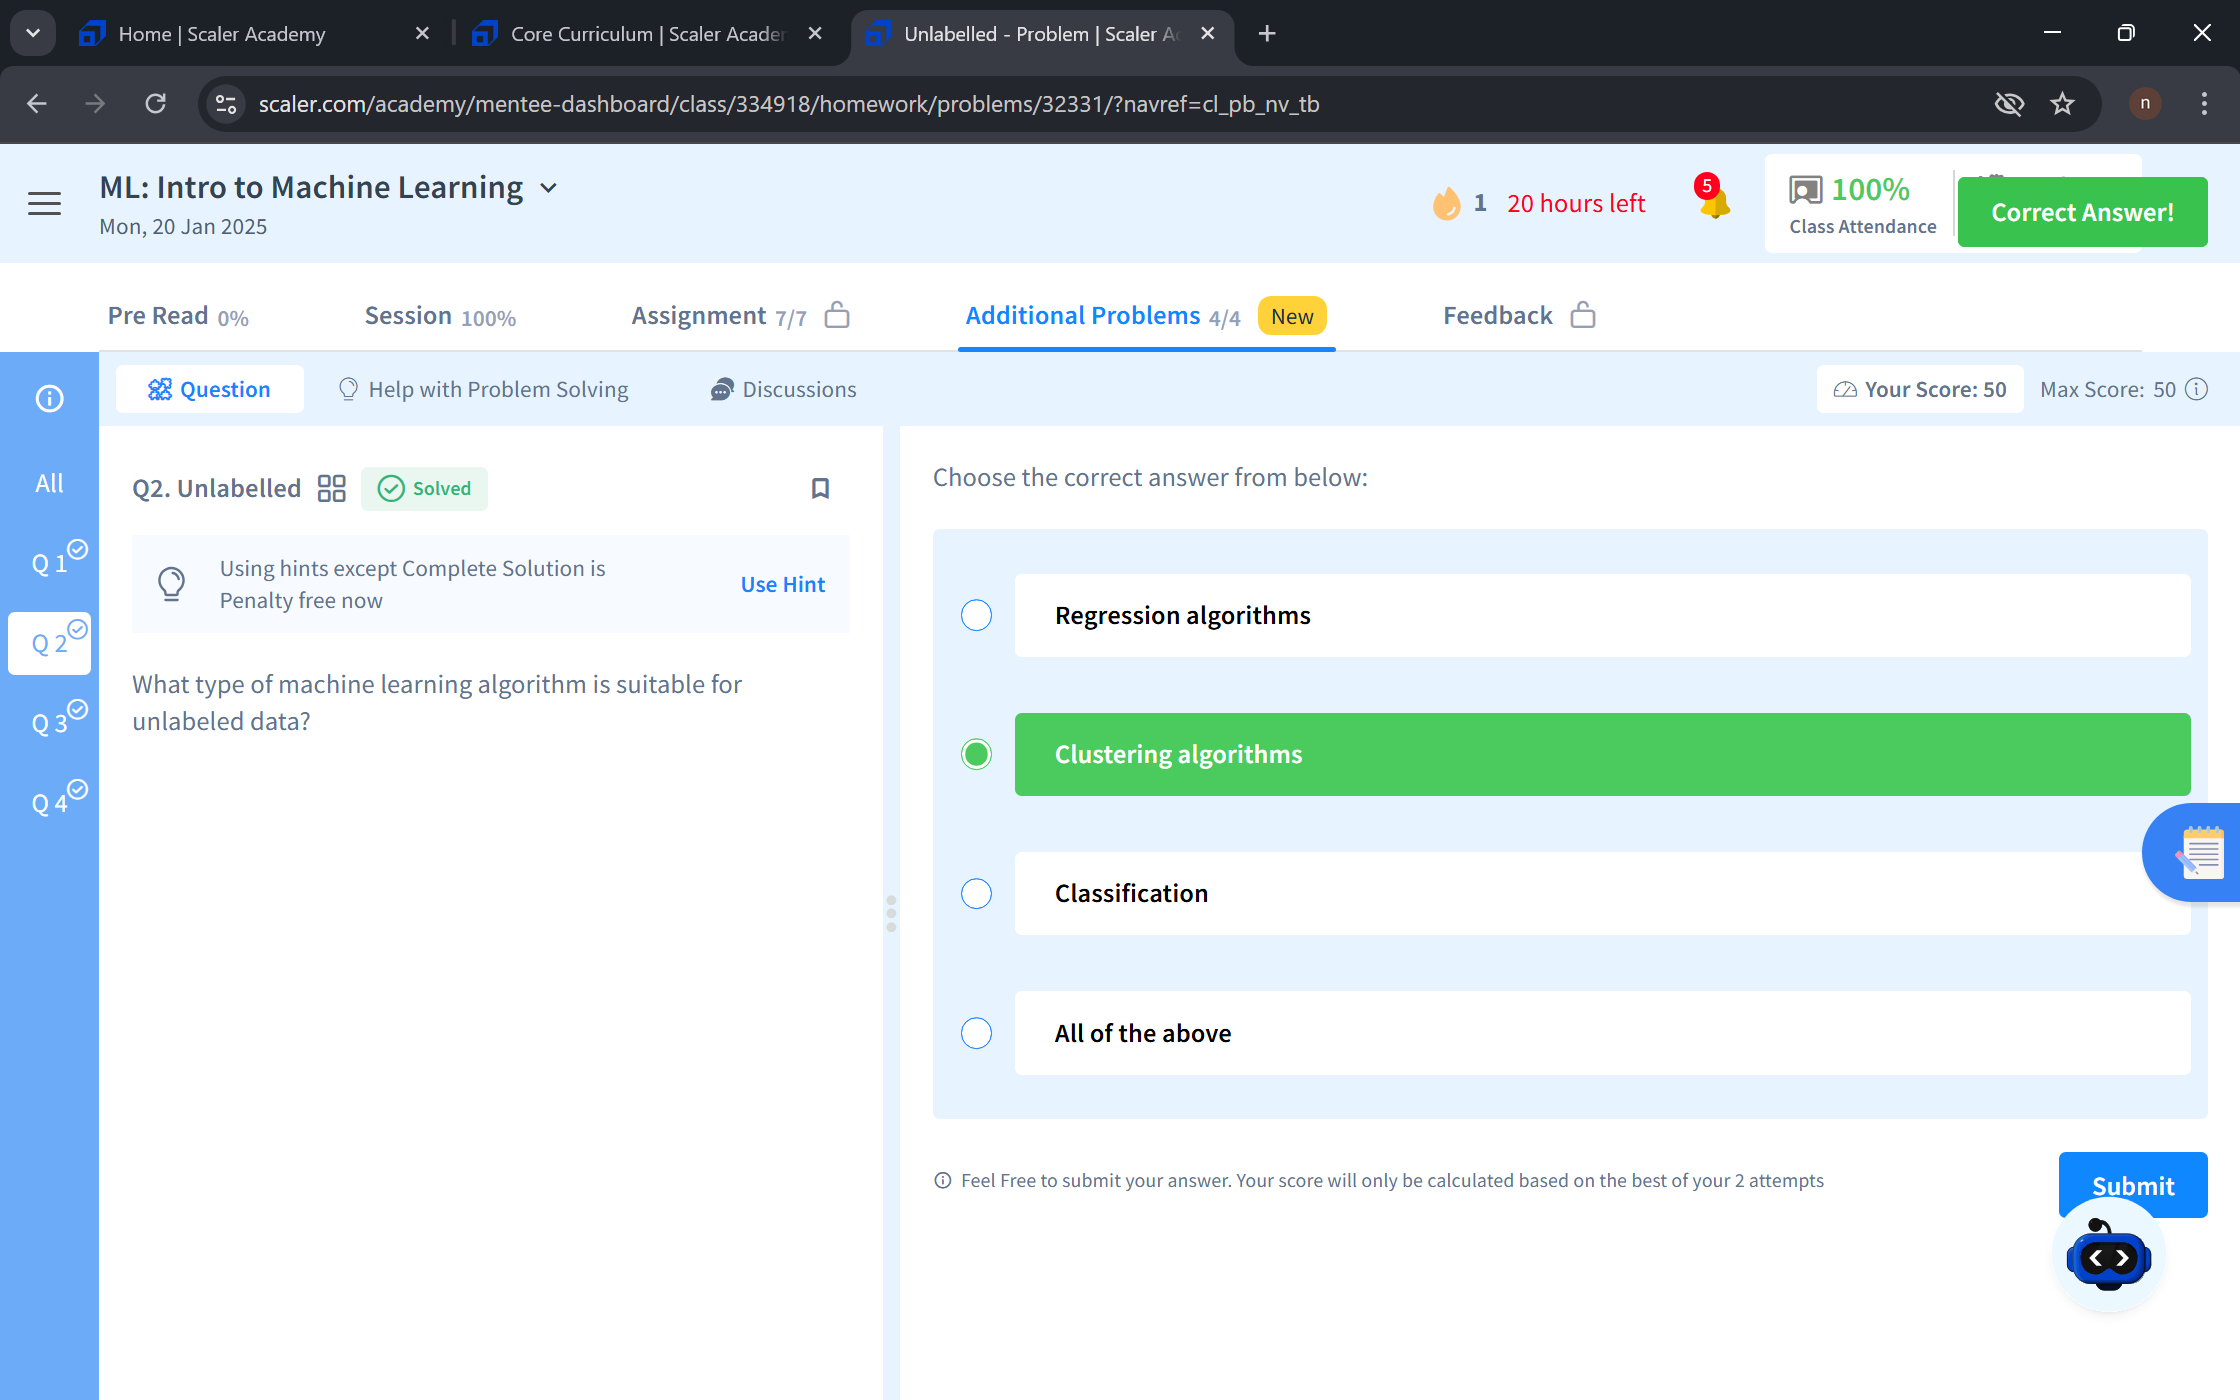 Home | Scaler Academy
Core Curriculum | Scaler Acader
Unlabelled - Problem | Scaler Ac
scaler.com/academy/mentee-dashboard/class/334918/homework/problems/32331/?navref=cl_pb_nv_tb
n
ML: Intro to Machine Learning
Mon, 20 Jan 2025
1
20 hours left
5
100%
Class Attendance
Correct Answer!
Pre Read 0%
Session 100%
Assignment 7/7
Additional Problems 4/4
New
Feedback
Question
Help with Problem Solving
Discussions
Your Score: 50
Max Score: 50
All
Q 1
Q 2
Q 3
Q 4
Q2. Unlabelled
Solved
Using hints except Complete Solution is
Penalty free now
Use Hint
What type of machine learning algorithm is suitable for
unlabeled data?
Choose the correct answer from below:
Regression algorithms
Clustering algorithms
Classification
All of the above
Feel Free to submit your answer. Your score will only be calculated based on the best of your 2 attempts
Submit